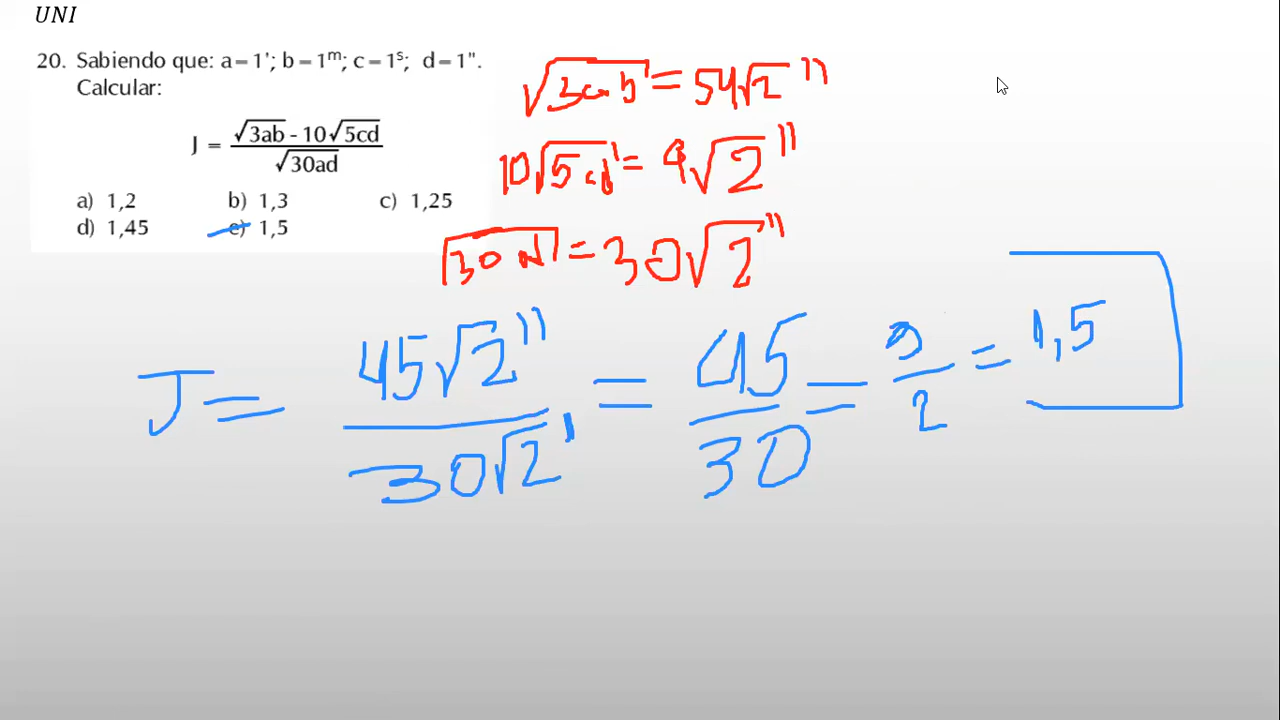 UNI
20. Sabiendo que: a=1'; b=1ᵐ; c=1ˢ; d=1".
Calcular:
J = (√3ab - 10√5cd) / √30ad
a) 1,2 b) 1,3 c) 1,25
d) 1,45 e) 1,5
√3ab = 54√2"
10√5cd = 9√2"
√30ad = 30√2"
J = 45√2" / 30√2" = 45/30 = 3/2 = 1,5